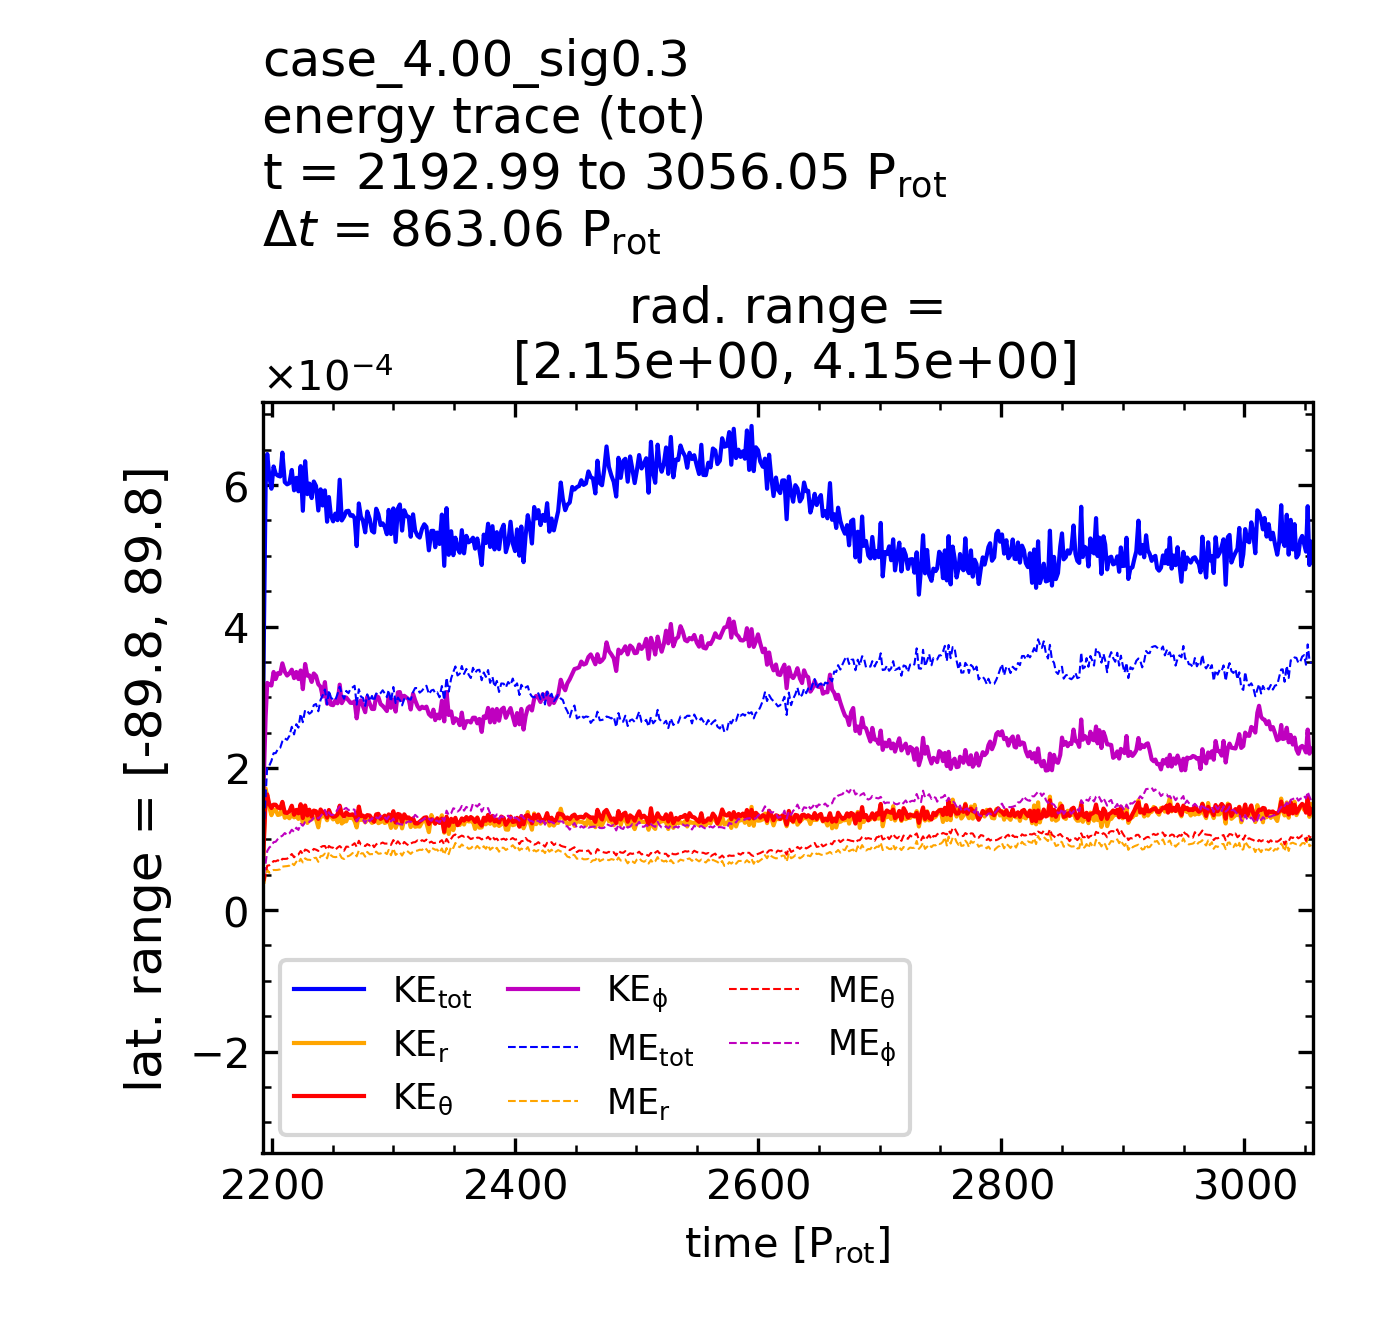 case_4.00_sig0.3
energy trace (tot)
t = 2192.99 to 3056.05 P_rot
Δt = 863.06 P_rot
rad. range =
[2.15e+00, 4.15e+00]
×10⁻⁴
lat. range = [-89.8, 89.8]
6
4
2
0
−2
KE_tot
KE_r
KE_θ
KE_ϕ
ME_tot
ME_r
ME_θ
ME_ϕ
2200 2400 2600 2800 3000
time [P_rot]